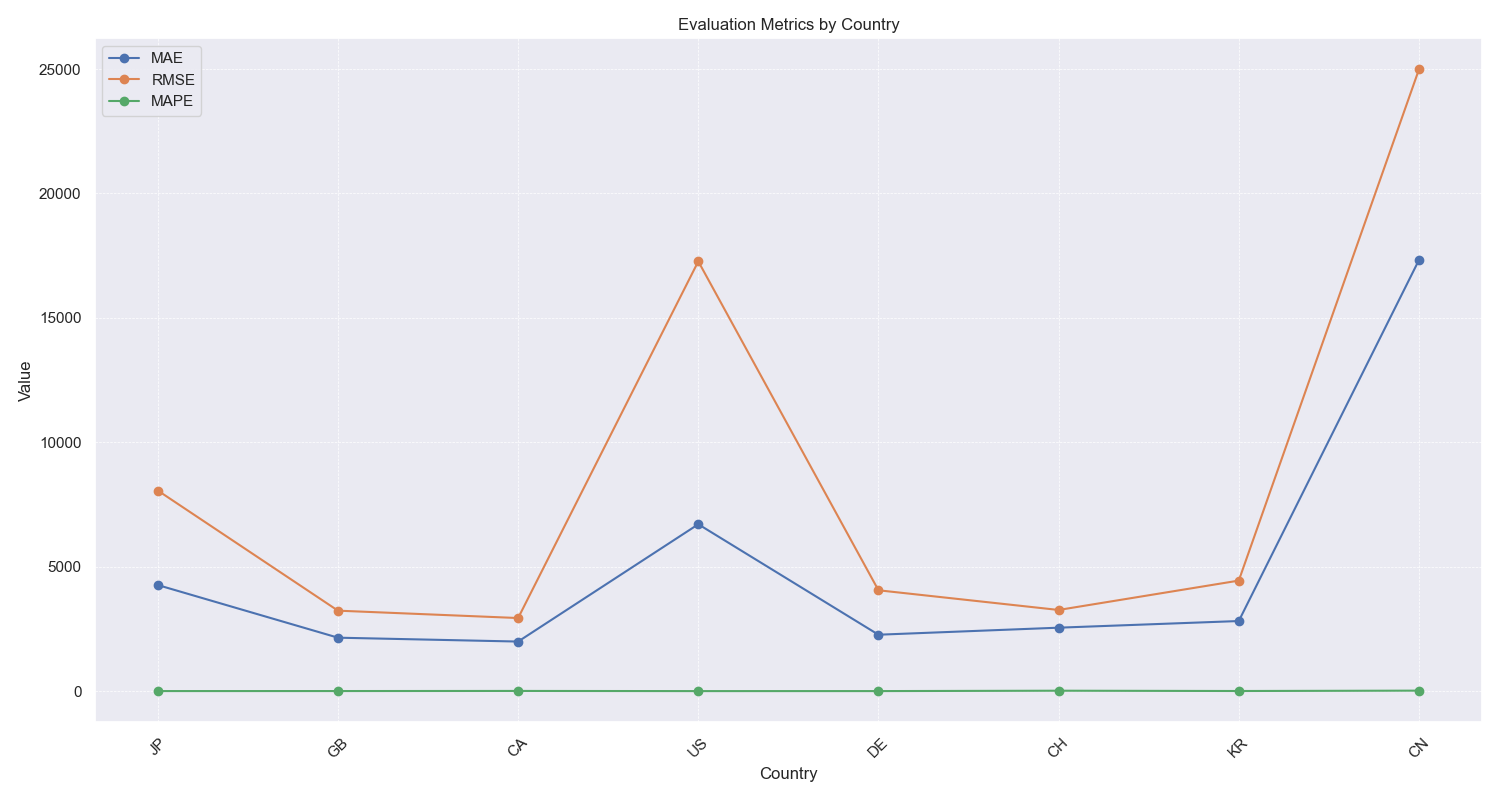 Evaluation Metrics by Country
MAE
RMSE
MAPE
25000
20000
15000
10000
5000
0
Value
JP
GB
CA
US
DE
CH
KR
CN
Country